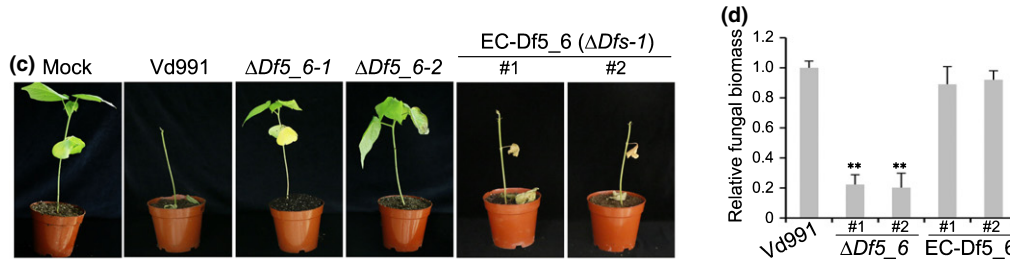 (c) Mock Vd991 ΔDf5_6-1 ΔDf5_6-2 EC-Df5_6 (ΔDfs-1)
#1 #2
(d)
Relative fungal biomass
1.2
1.0
0.8
0.6
0.4
0.2
0
** **
Vd991 #1 #2 #1 #2
ΔDf5_6 EC-Df5_6